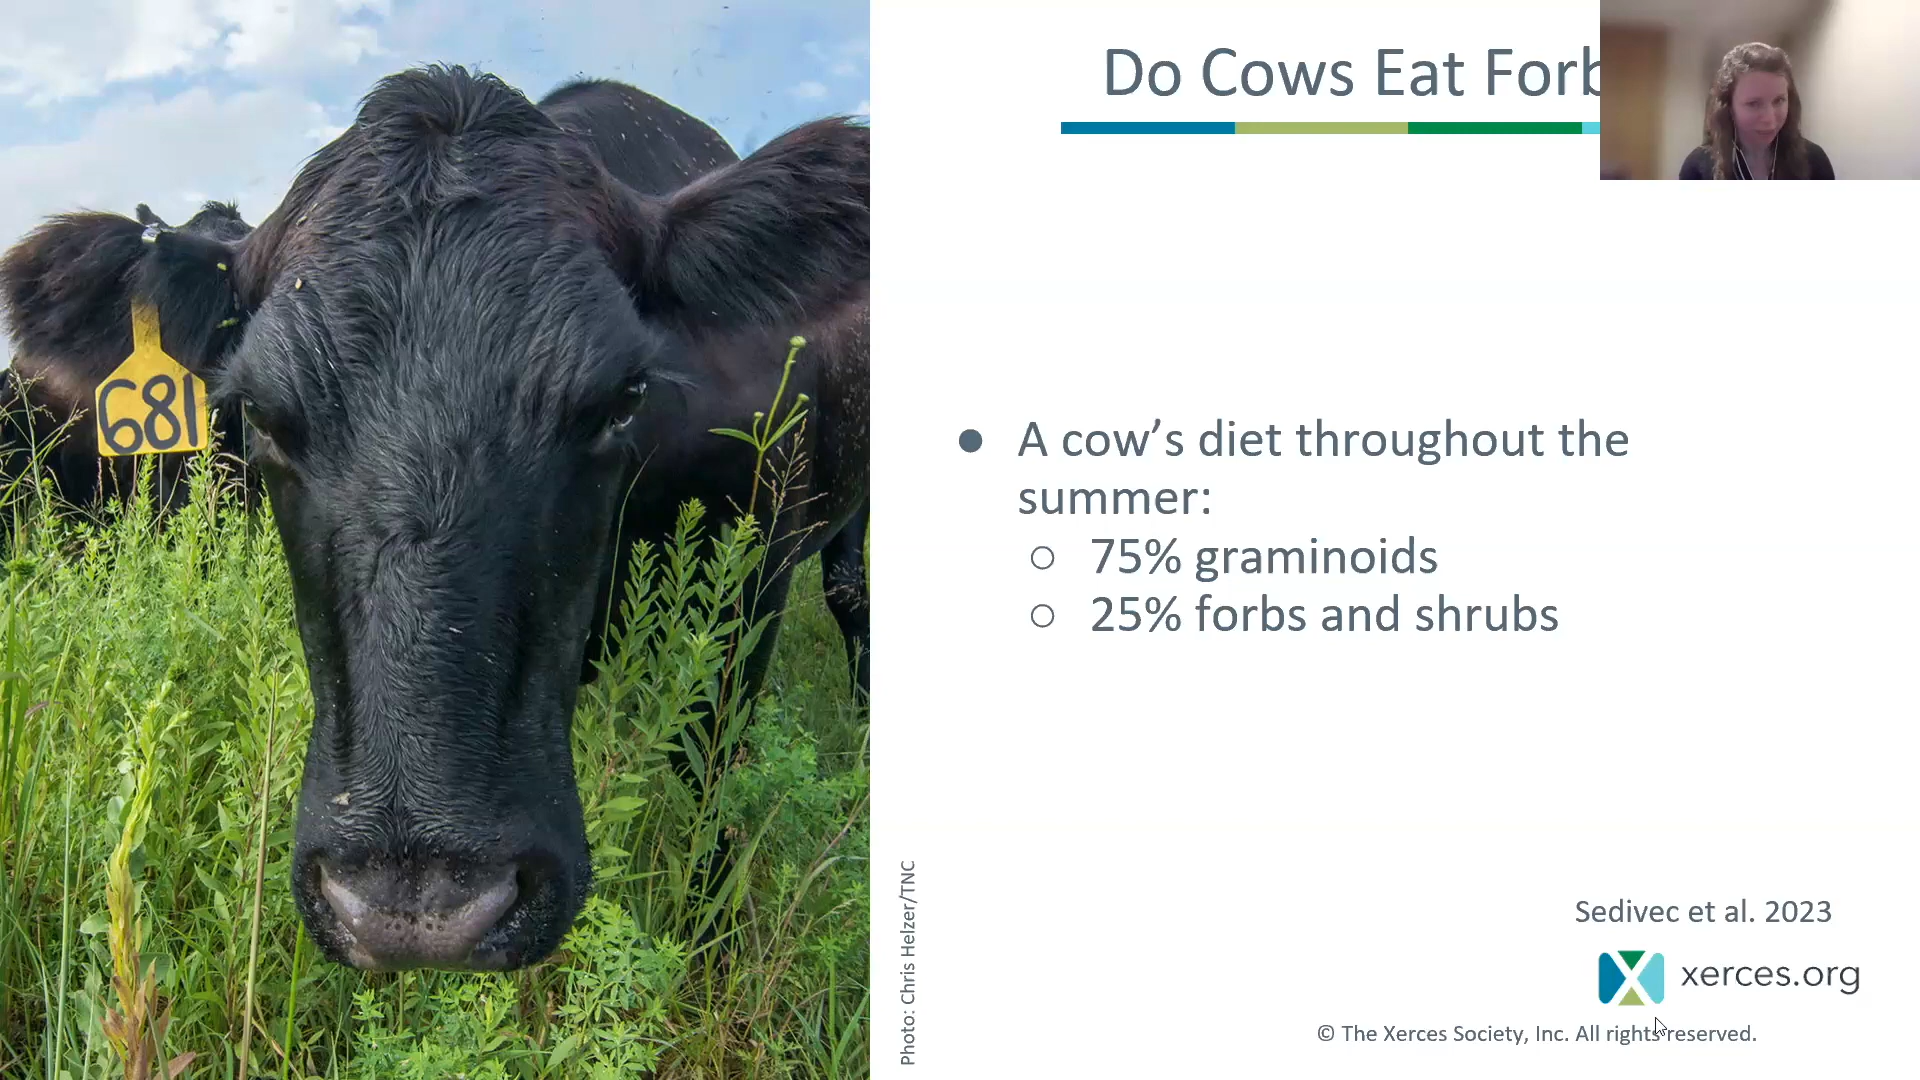 Do Cows Eat Forb
681
● A cow’s diet throughout the
summer:
○ 75% graminoids
○ 25% forbs and shrubs
Photo: Chris Helzer/TNC
Sedivec et al. 2023
xerces.org
© The Xerces Society, Inc. All rights reserved.